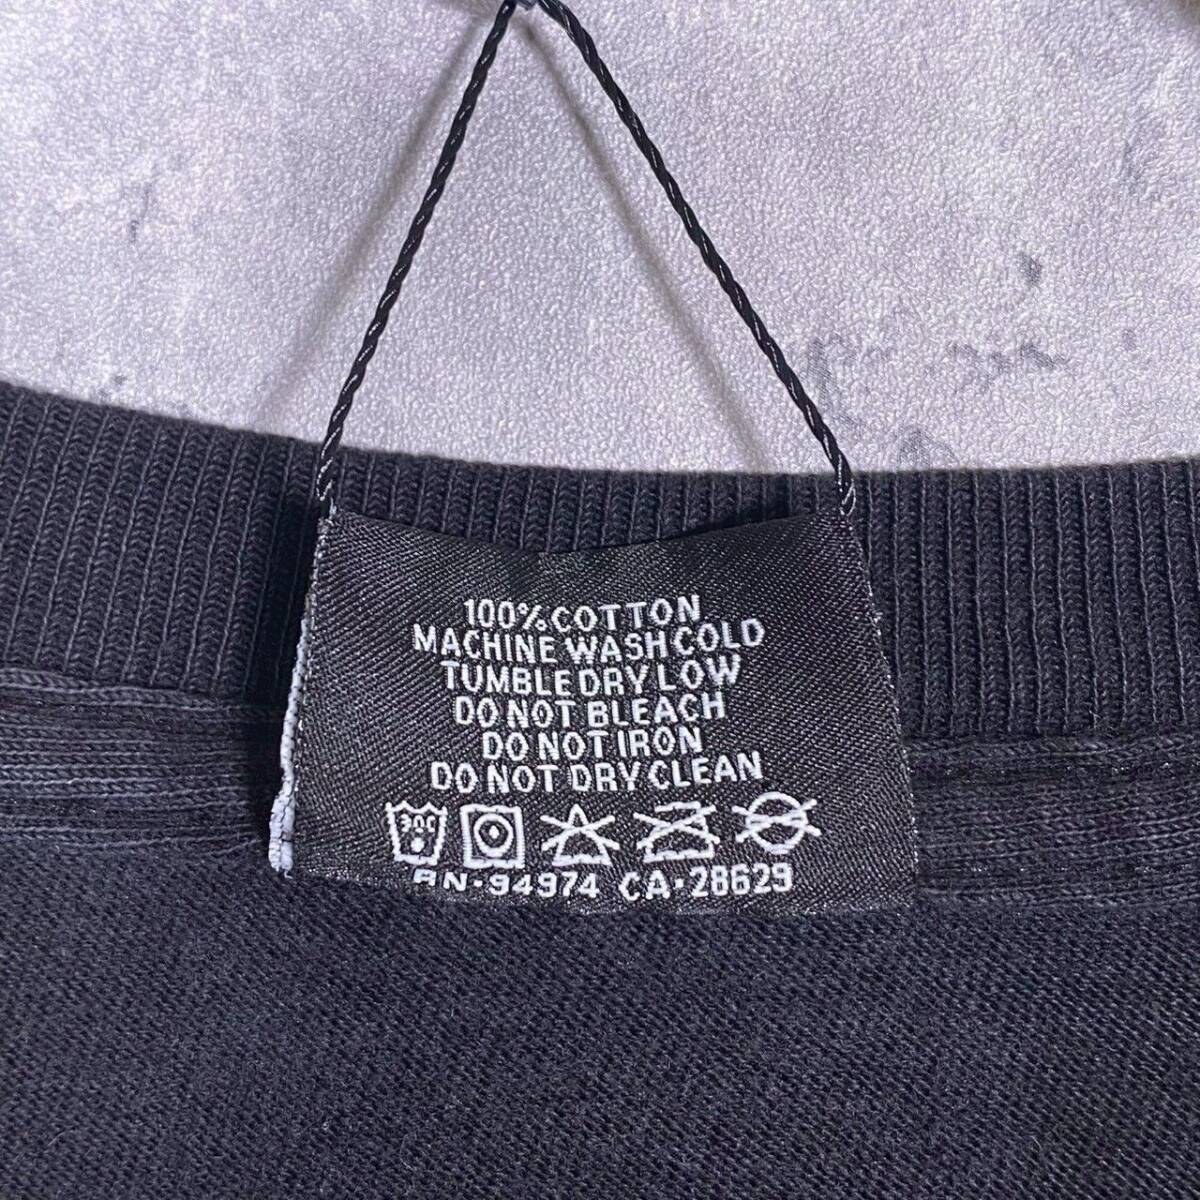 100% COTTON
MACHINE WASH COLD
TUMBLE DRY LOW
DO NOT BLEACH
DO NOT IRON
DO NOT DRY CLEAN
30C
RN-94974 CA-28629